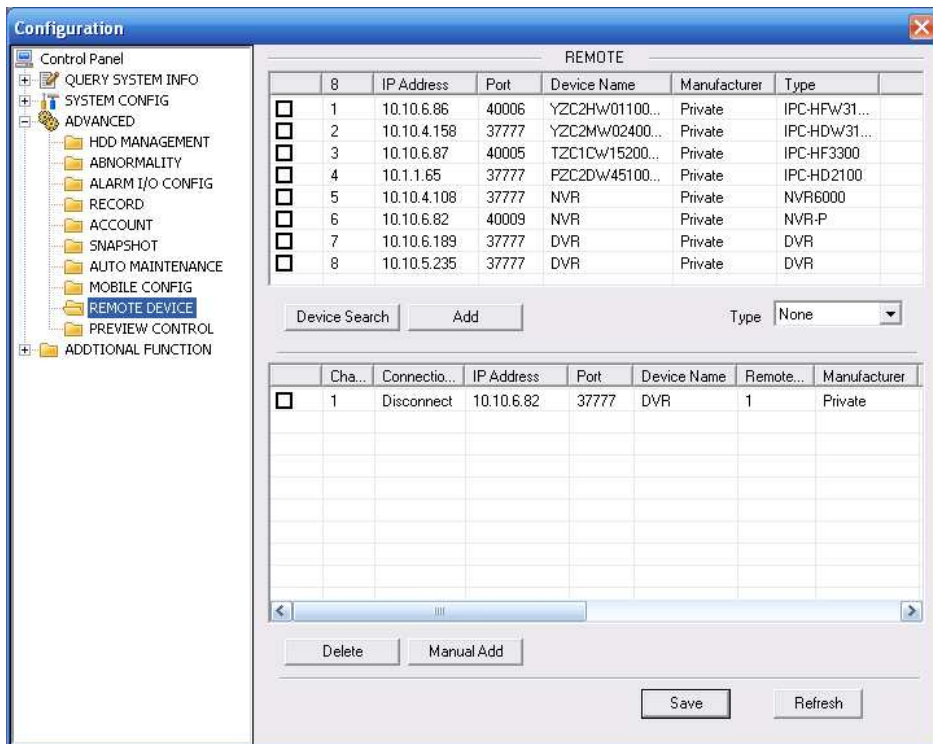 Configuration
Control Panel
QUERY SYSTEM INFO
SYSTEM CONFIG
ADVANCED
HDD MANAGEMENT
ABNORMALITY
ALARM I/O CONFIG
RECORD
ACCOUNT
SNAPSHOT
AUTO MAINTENANCE
MOBILE CONFIG
REMOTE DEVICE
PREVIEW CONTROL
ADDTIONAL FUNCTION
REMOTE
8 IP Address Port Device Name Manufacturer Type
1 10.10.6.86 40006 YZC2HW01100... Private IPC-HFW31...
2 10.10.4.158 37777 YZC2MW02400... Private IPC-HDW31...
3 10.10.6.87 40005 TZC1CW15200... Private IPC-HF3300
4 10.1.1.65 37777 PZC2DW45100... Private IPC-HD2100
5 10.10.4.108 37777 NVR Private NVR6000
6 10.10.6.82 40009 NVR Private NVR-P
7 10.10.6.189 37777 DVR Private DVR
8 10.10.5.235 37777 DVR Private DVR
Device Search Add Type None
Cha... Connectio... IP Address Port Device Name Remote... Manufacturer
1 Disconnect 10.10.6.82 37777 DVR 1 Private
Delete Manual Add
Save Refresh